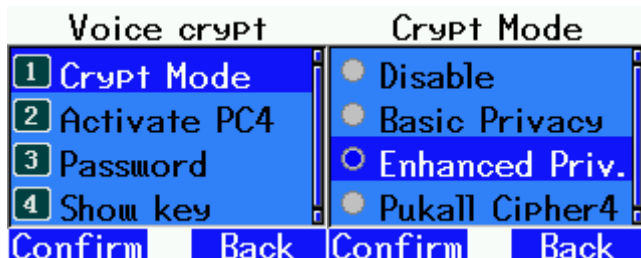 Voice crypt
1 Crypt Mode
2 Activate PC4
3 Password
4 Show key
Confirm Back
Crypt Mode
Disable
Basic Privacy
Enhanced Priv.
Pukall Cipher4
Confirm Back